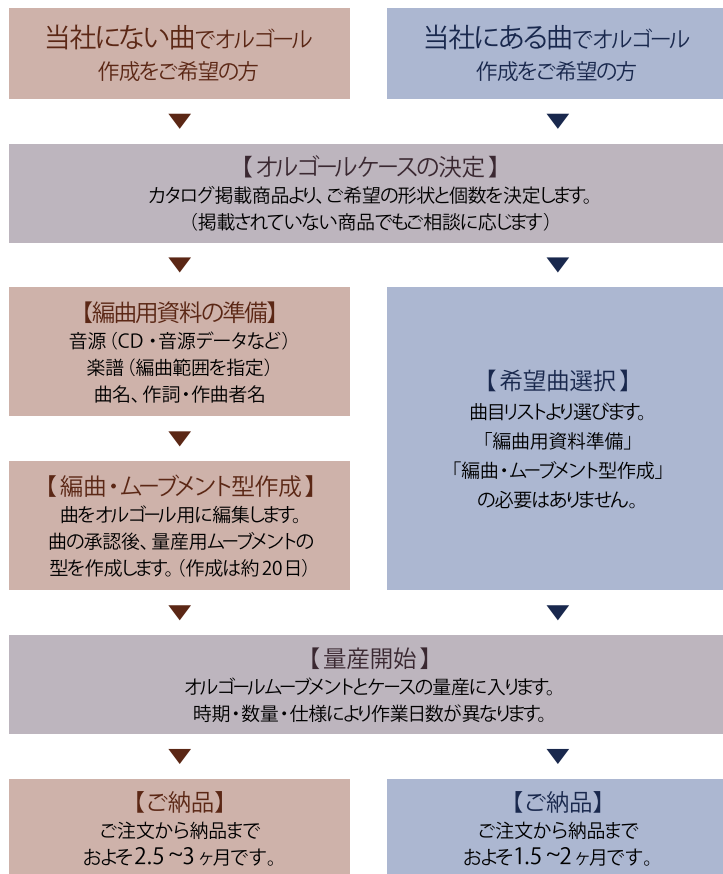 当社にない曲でオルゴール
作成をご希望の方
当社にある曲でオルゴール
作成をご希望の方
【オルゴールケースの決定】
カタログ掲載商品より、ご希望の形状と個数を決定します。
（掲載されていない商品でもご相談に応じます）
【編曲用資料の準備】
音源（CD・音源データなど）
楽譜（編曲範囲を指定）
曲名、作詞・作曲者名
【編曲・ムーブメント型作成】
曲をオルゴール用に編集します。
曲の承認後、量産用ムーブメントの
型を作成します。（作成は約20日）
【希望曲選択】
曲目リストより選びます。
「編曲用資料準備」
「編曲・ムーブメント型作成」
の必要はありません。
【量産開始】
オルゴールムーブメントとケースの量産に入ります。
時期・数量・仕様により作業日数が異なります。
【ご納品】
ご注文から納品まで
およそ2.5~3ヶ月です。
【ご納品】
ご注文から納品まで
およそ1.5~2ヶ月です。